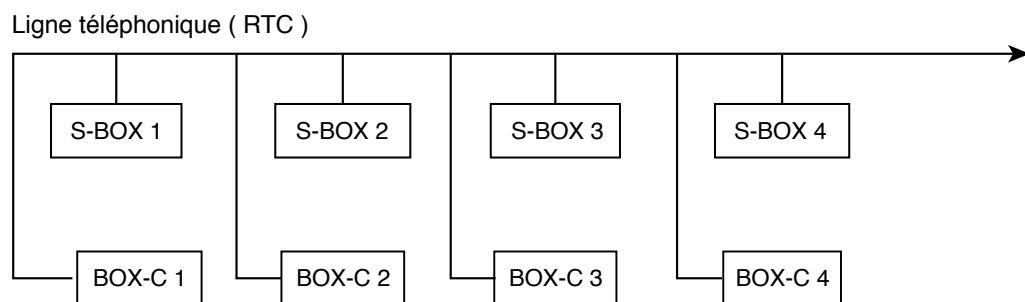 Ligne téléphonique ( RTC )
S-BOX 1
S-BOX 2
S-BOX 3
S-BOX 4
BOX-C 1
BOX-C 2
BOX-C 3
BOX-C 4